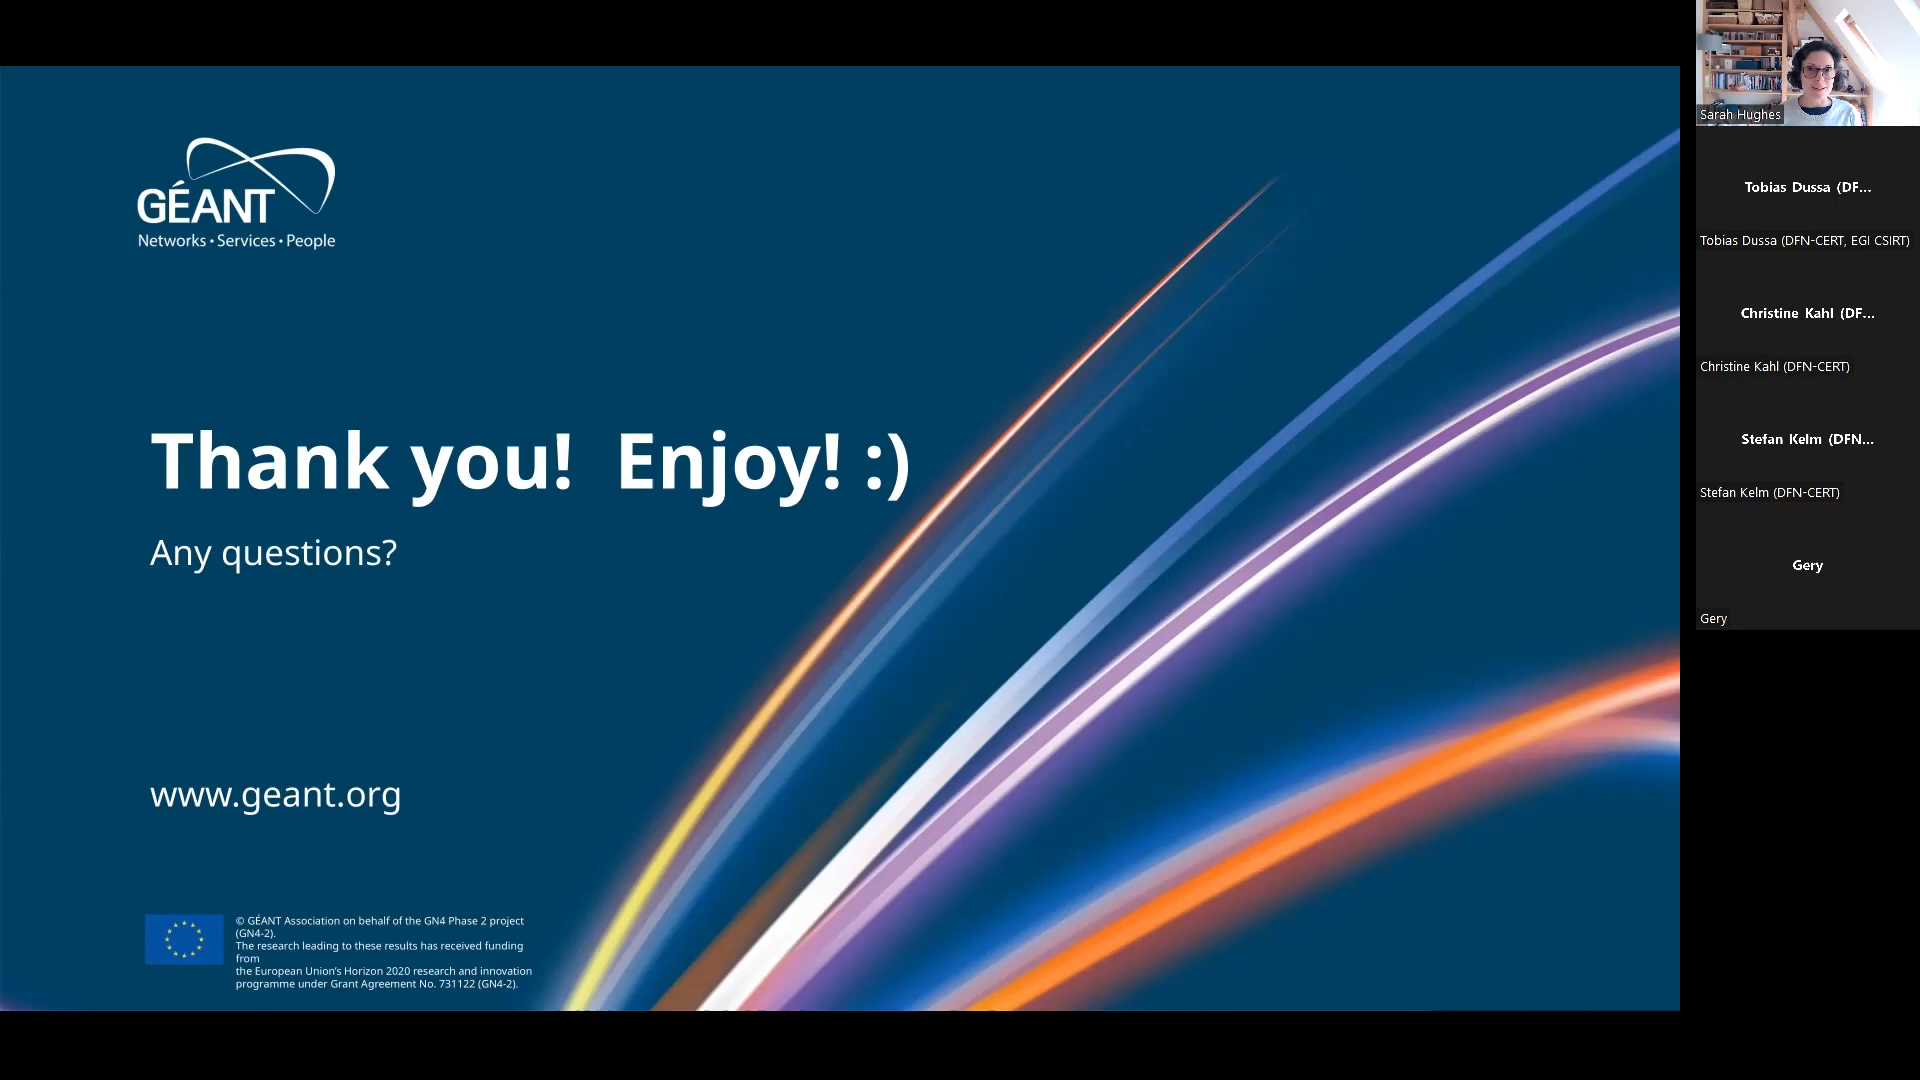 GÉANT
Networks • Services • People
Thank you!  Enjoy! :)
Any questions?
www.geant.org
© GÉANT Association on behalf of the GN4 Phase 2 project
(GN4-2).
The research leading to these results has received funding
from
the European Union's Horizon 2020 research and innovation
programme under Grant Agreement No. 731122 (GN4-2).
Sarah Hughes
Tobias Dussa (DF...
Tobias Dussa (DFN-CERT, EGI CSIRT)
Christine Kahl (DF...
Christine Kahl (DFN-CERT)
Stefan Kelm (DFN...
Stefan Kelm (DFN-CERT)
Gery
Gery